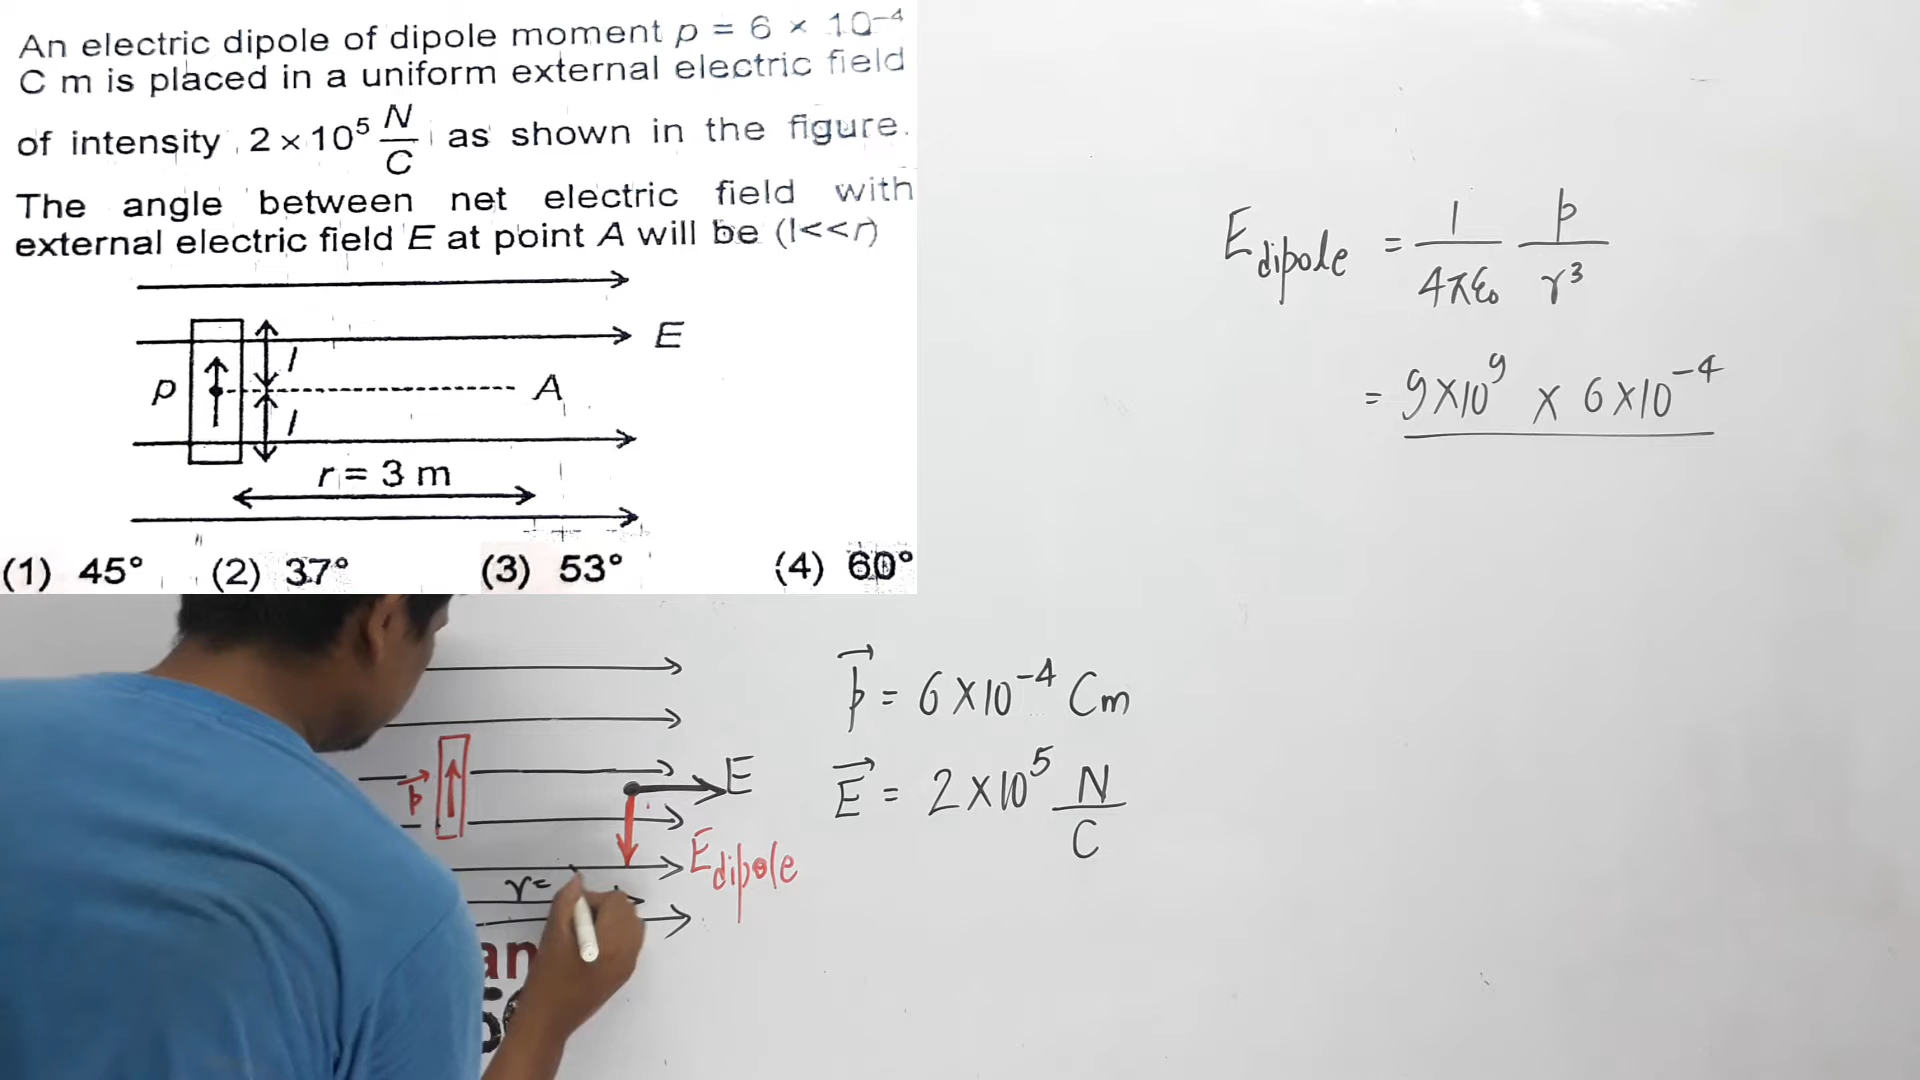 An electric dipole of dipole moment p = 6 × 10⁻⁴
C m is placed in a uniform external electric field
of intensity 2 × 10⁵ N/C as shown in the figure.
The angle between net electric field with
external electric field E at point A will be (l<<r)
E
l
p
A
l
r = 3 m
(1) 45° (2) 37° (3) 53° (4) 60°
E dipole = 1/4πε₀ p/r³
= 9×10⁹ × 6×10⁻⁴
p⃗ = 6×10⁻⁴ Cm
E⃗ = 2×10⁵ N/C
p⃗
E
E dipole
r=
an